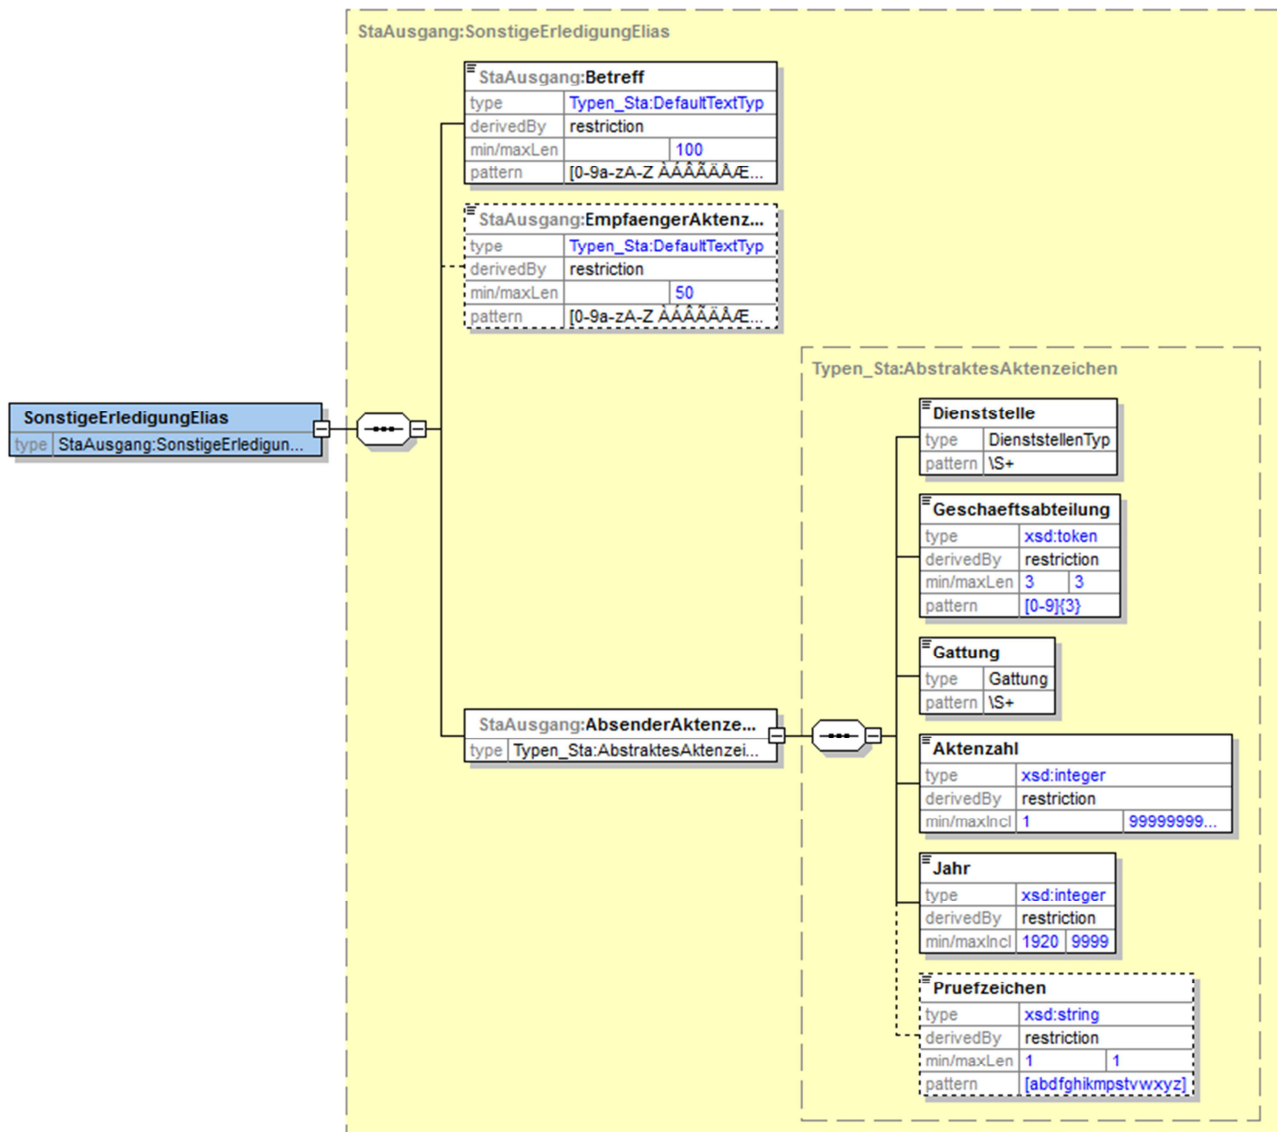 StaAusgang:SonstigeErledigungElias
StaAusgang:Betreff
type Typen_Sta:DefaultTextTyp
derivedBy restriction
min/maxLen 100
pattern [0-9a-zA-Z ÀÁÂÃÄÅÆ...
StaAusgang:EmpfaengerAktenz...
type Typen_Sta:DefaultTextTyp
derivedBy restriction
min/maxLen 50
pattern [0-9a-zA-Z ÀÁÂÃÄÅÆ...
SonstigeErledigungElias
type StaAusgang:SonstigeErledigun...
StaAusgang:AbsenderAktenze...
type Typen_Sta:AbstraktesAktenzei...
Typen_Sta:AbstraktesAktenzeichen
Dienststelle
type DienststellenTyp
pattern \S+
Geschaeftsabteilung
type xsd:token
derivedBy restriction
min/maxLen 3 3
pattern [0-9]{3}
Gattung
type Gattung
pattern \S+
Aktenzahl
type xsd:integer
derivedBy restriction
min/maxIncl 1 99999999...
Jahr
type xsd:integer
derivedBy restriction
min/maxIncl 1920 9999
Pruefzeichen
type xsd:string
derivedBy restriction
min/maxLen 1 1
pattern [abdfghikmpstvwxyz]